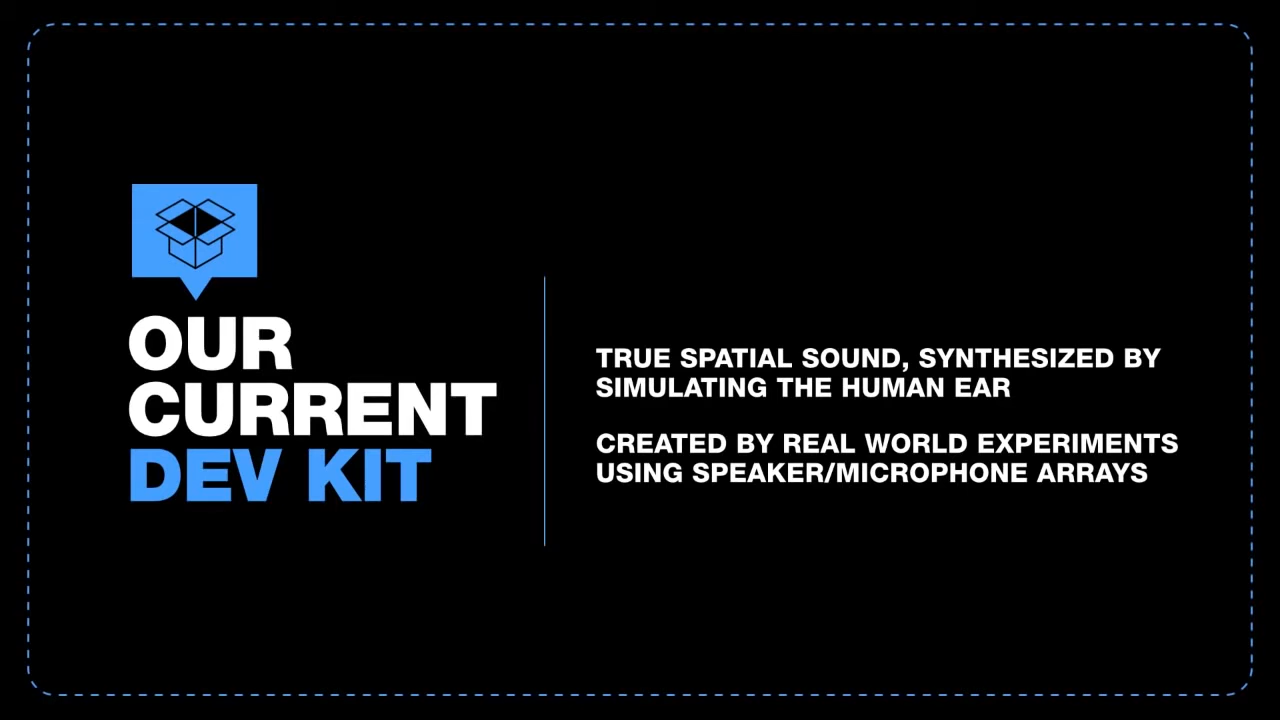 OUR
CURRENT
DEV KIT
TRUE SPATIAL SOUND, SYNTHESIZED BY
SIMULATING THE HUMAN EAR
CREATED BY REAL WORLD EXPERIMENTS
USING SPEAKER/MICROPHONE ARRAYS